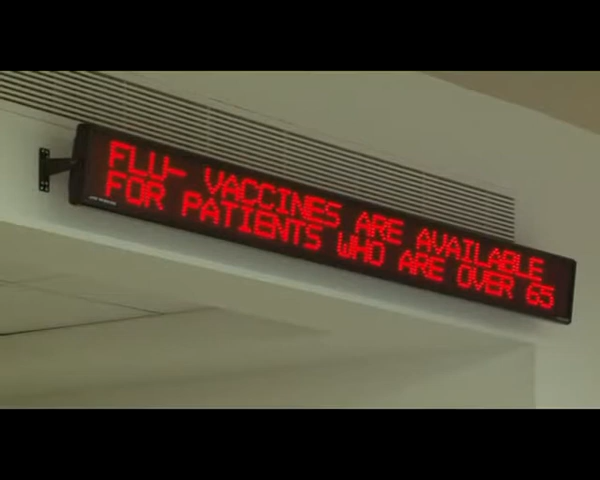 FLU- VACCINES ARE AVAILABLE
FOR PATIENTS WHO ARE OVER 65